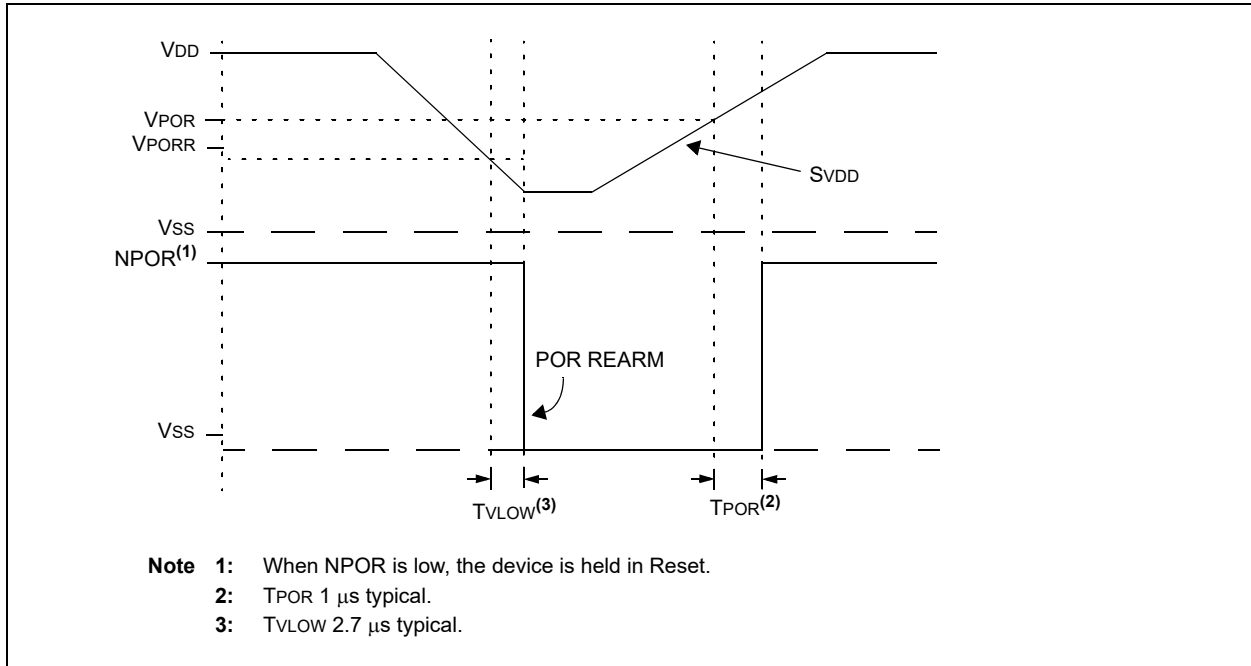 VDD
VPOR
VPORR
SVDD
VSS
NPOR(1)
POR REARM
VSS
TVLOW(3)
TPOR(2)
Note 1: When NPOR is low, the device is held in Reset.
2: TPOR 1 μs typical.
3: TVLOW 2.7 μs typical.